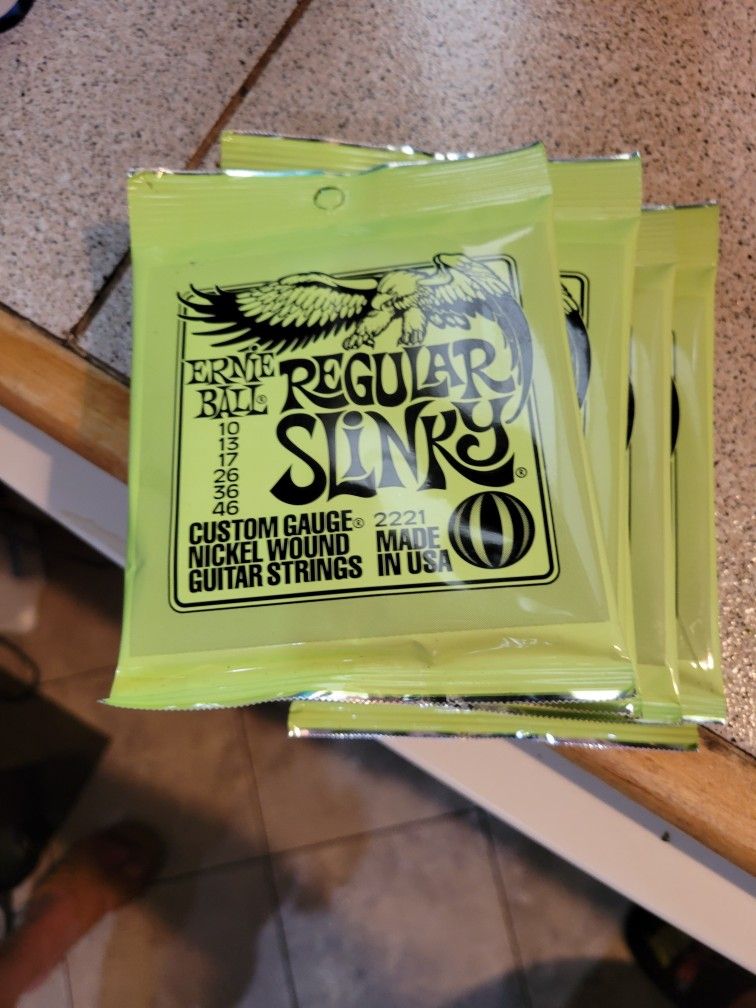 ERNIE
BALL®
REGULAR
SLINKY®
10
13
17
26
36
46
CUSTOM GAUGE®
NICKEL WOUND
GUITAR STRINGS
2221
MADE
IN USA